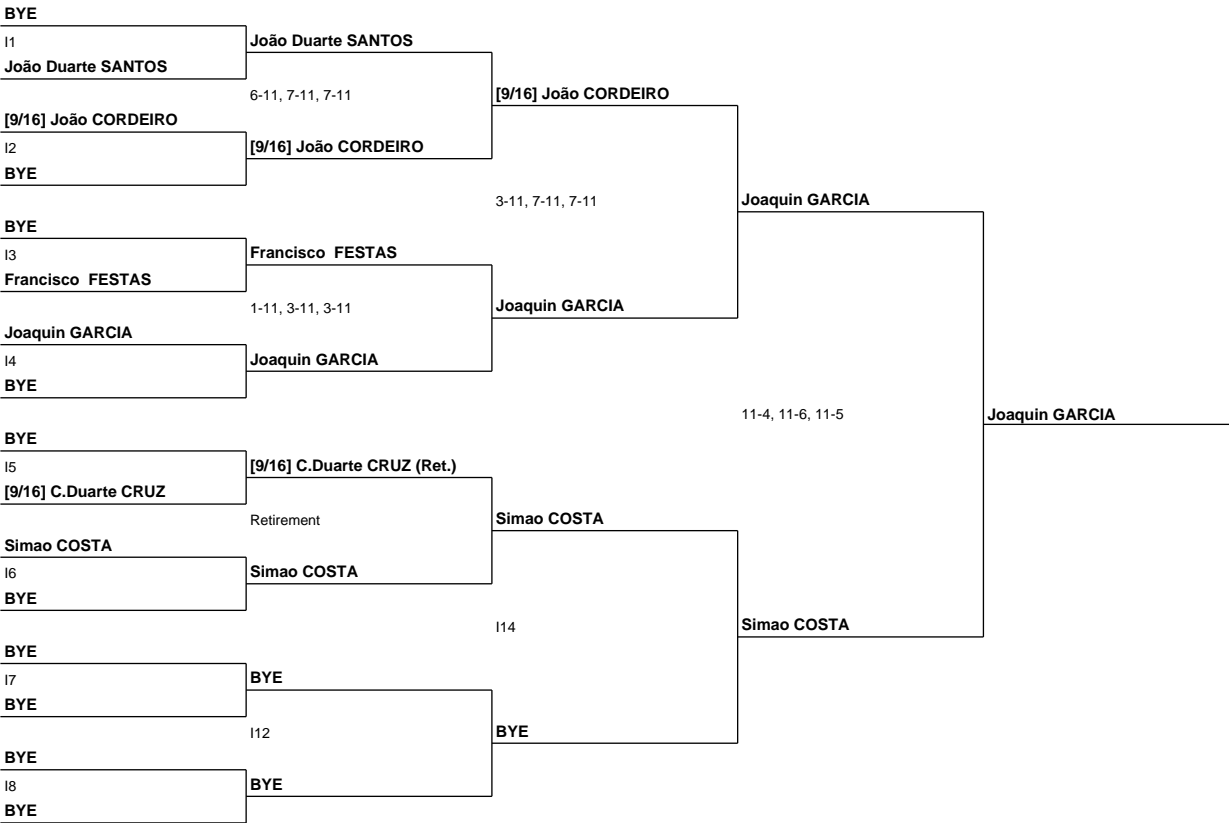 BYE
I1
João Duarte SANTOS
João Duarte SANTOS
6-11, 7-11, 7-11
[9/16] João CORDEIRO
[9/16] João CORDEIRO
I2
[9/16] João CORDEIRO
BYE
3-11, 7-11, 7-11
Joaquin GARCIA
BYE
I3
Francisco  FESTAS
Francisco  FESTAS
1-11, 3-11, 3-11
Joaquin GARCIA
Joaquin GARCIA
I4
Joaquin GARCIA
BYE
11-4, 11-6, 11-5
Joaquin GARCIA
BYE
I5
[9/16] C.Duarte CRUZ (Ret.)
[9/16] C.Duarte CRUZ
Retirement
Simao COSTA
Simao COSTA
I6
Simao COSTA
BYE
I14
Simao COSTA
BYE
I7
BYE
BYE
I12
BYE
BYE
I8
BYE
BYE